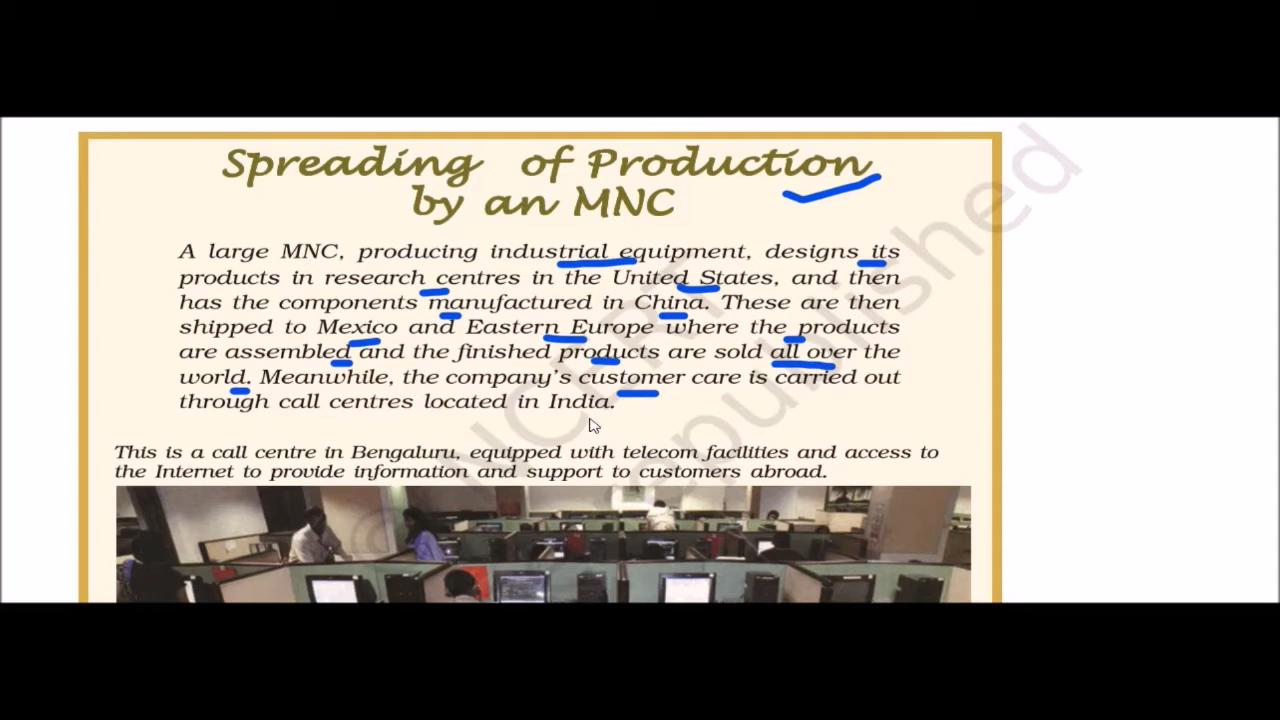 Spreading of Production
by an MNC
A large MNC, producing industrial equipment, designs its
products in research centres in the United States, and then
has the components manufactured in China. These are then
shipped to Mexico and Eastern Europe where the products
are assembled and the finished products are sold all over the
world. Meanwhile, the company's customer care is carried out
through call centres located in India.
This is a call centre in Bengaluru, equipped with telecom facilities and access to
the Internet to provide information and support to customers abroad.
© NCERT
republished